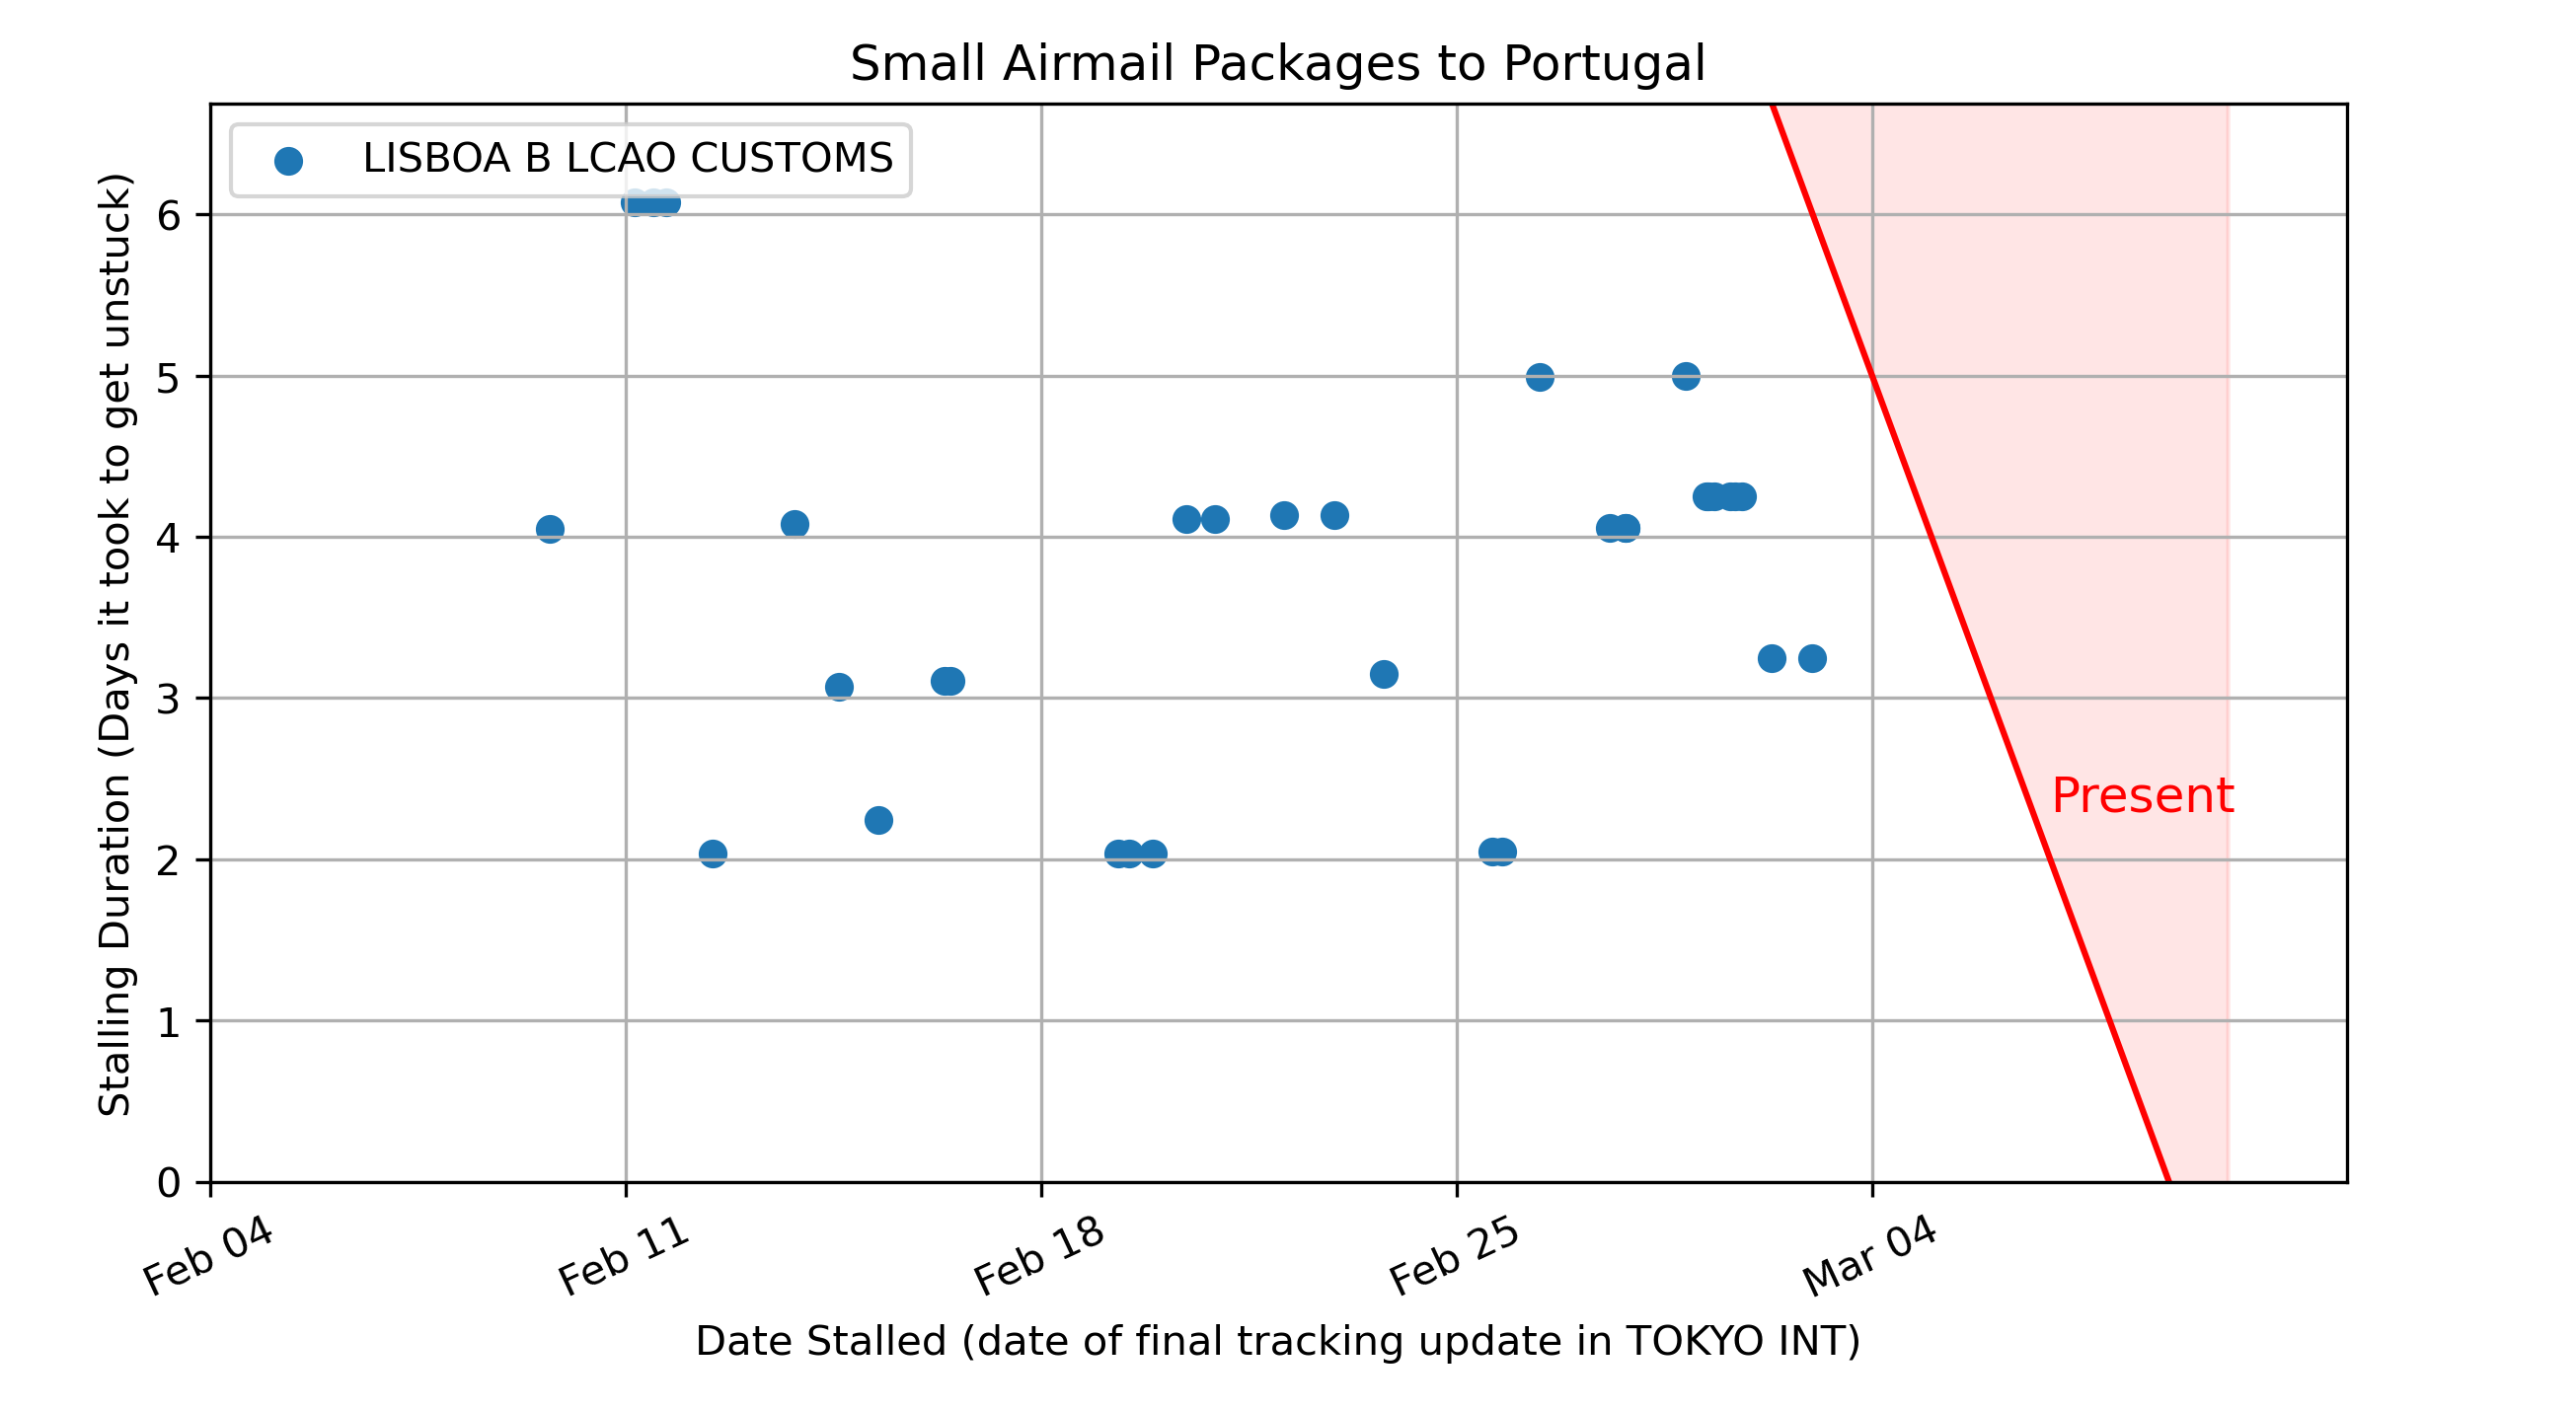 Small Airmail Packages to Portugal
LISBOA B LCAO CUSTOMS
Stalling Duration (Days it took to get unstuck)
6
5
4
3
2
1
0
Present
Feb 04
Feb 11
Feb 18
Feb 25
Mar 04
Date Stalled (date of final tracking update in TOKYO INT)